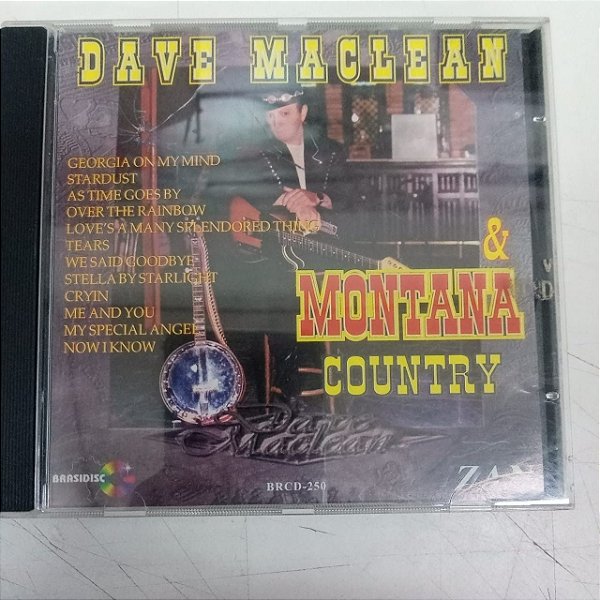 DAVE MACLEAN
GEORGIA ON MY MIND
STARDUST
AS TIME GOES BY
OVER THE RAINBOW
LOVE'S A MANY SPLENDORED THING
TEARS
WE SAID GOODBYE
STELLA BY STARLIGHT
CRYIN
ME AND YOU
MY SPECIAL ANGEL
NOW I KNOW
&
MONTANA
COUNTRY
Dave
Maclean
BRASIDISC
BRCD-250
ZAN